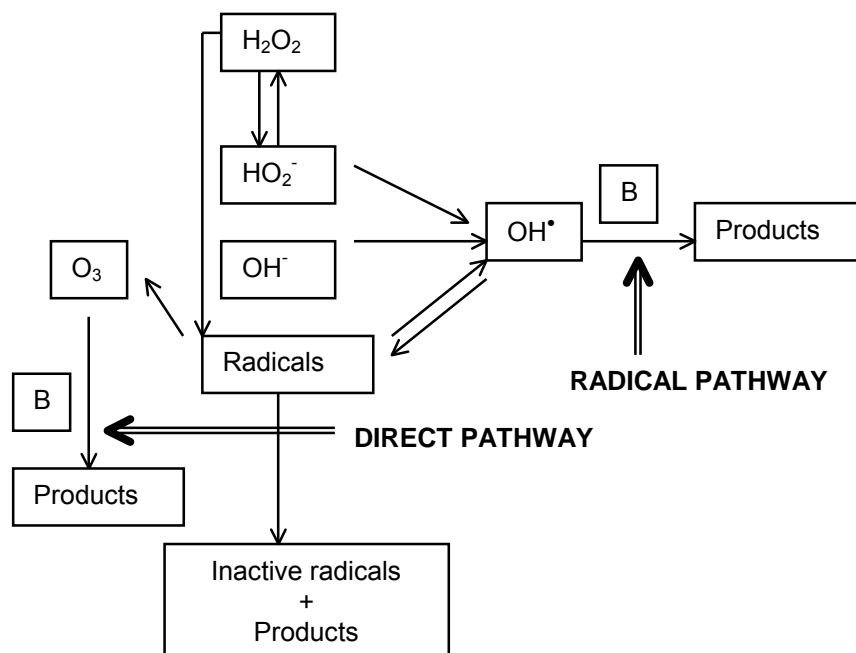 H₂O₂
HO₂⁻
B
OH•
Products
O₃
OH⁻
Radicals
RADICAL PATHWAY
B
DIRECT PATHWAY
Products
Inactive radicals
+
Products